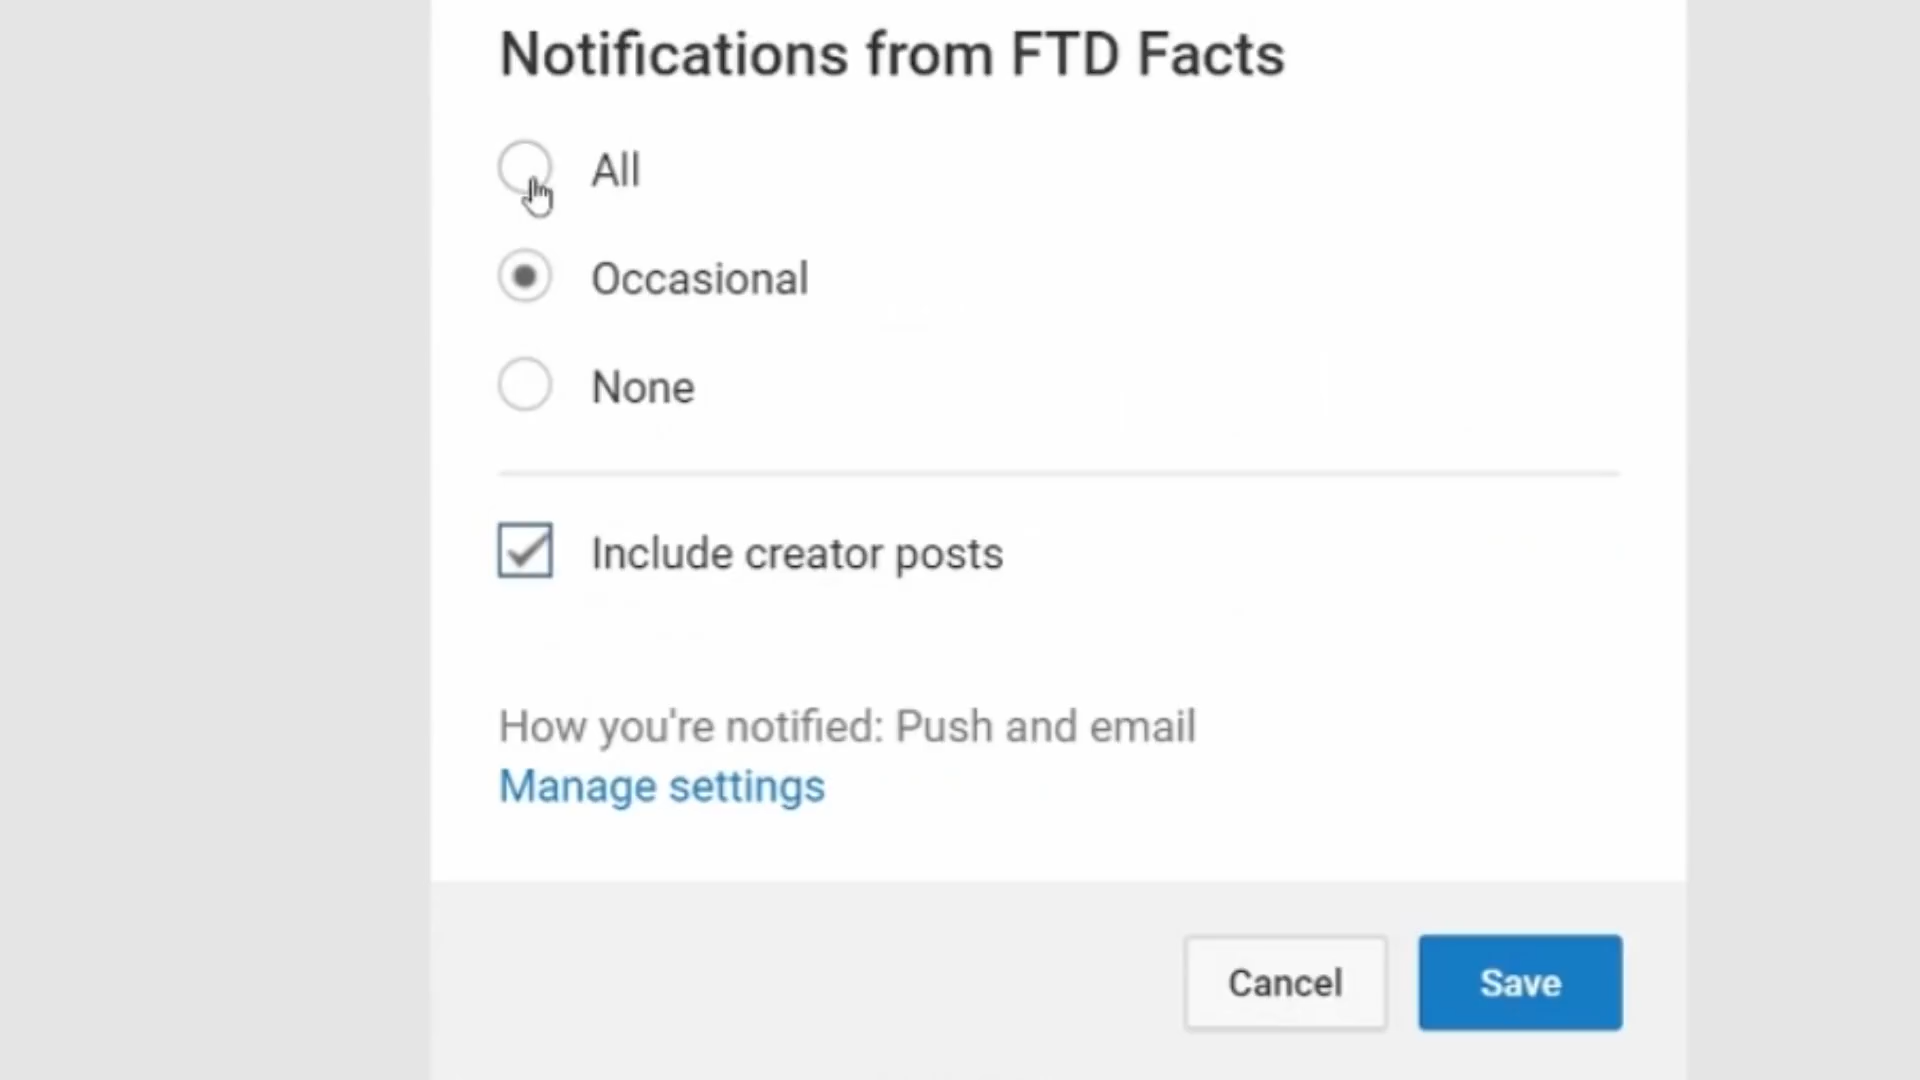 Notifications from FTD Facts
All
Occasional
None
Include creator posts
How you're notified: Push and email
Manage settings
Cancel
Save